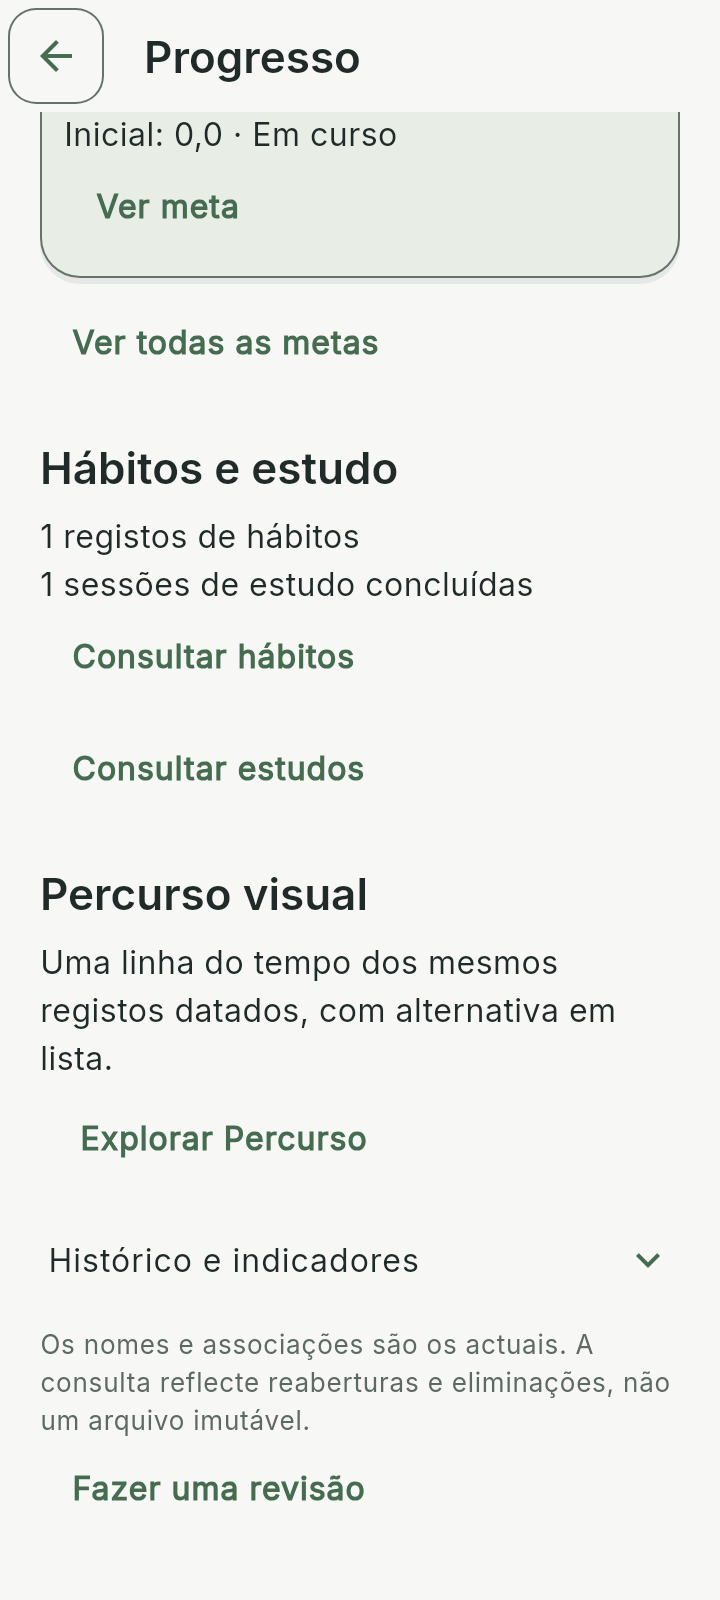 Progresso
Inicial: 0,0 · Em curso
Ver meta
Ver todas as metas
Hábitos e estudo
1 registos de hábitos
1 sessões de estudo concluídas
Consultar hábitos
Consultar estudos
Percurso visual
Uma linha do tempo dos mesmos
registos datados, com alternativa em
lista.
Explorar Percurso
Histórico e indicadores
Os nomes e associações são os actuais. A
consulta reflecte reaberturas e eliminações, não
um arquivo imutável.
Fazer uma revisão